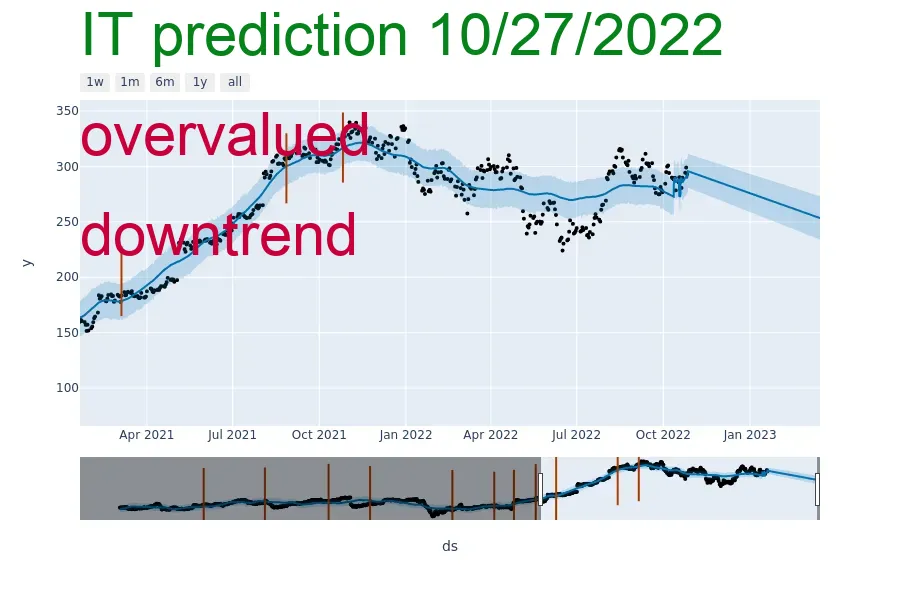 IT prediction 10/27/2022
1w 1m 6m 1y all
overvalued
downtrend
350
300
250
200
150
100
y
Apr 2021 Jul 2021 Oct 2021 Jan 2022 Apr 2022 Jul 2022 Oct 2022 Jan 2023
ds